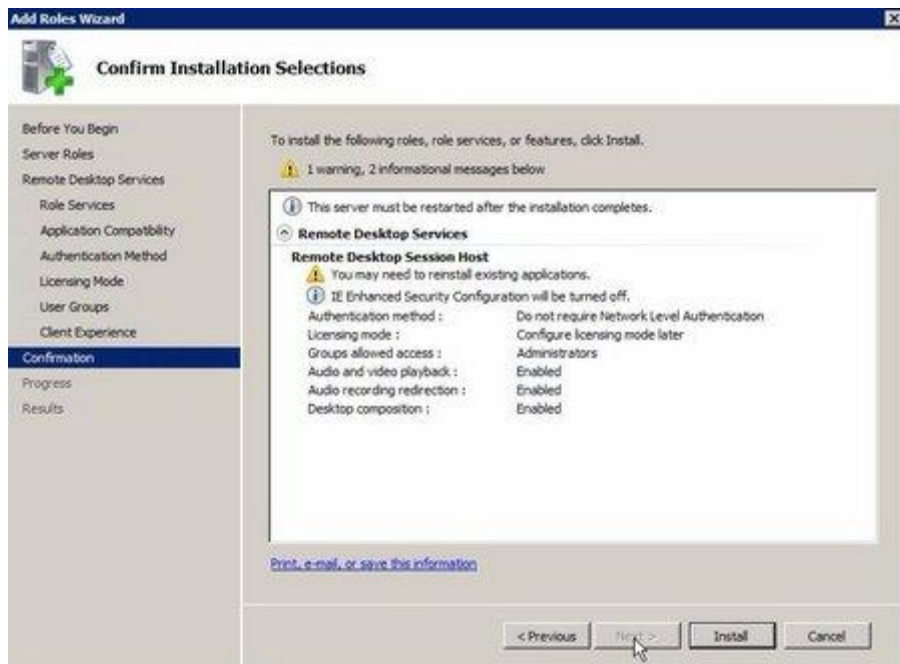 Add Roles Wizard
Confirm Installation Selections
Before You Begin
Server Roles
Remote Desktop Services
Role Services
Application Compatibility
Authentication Method
Licensing Mode
User Groups
Client Experience
Confirmation
Progress
Results
To install the following roles, role services, or features, click Install.
1 warning, 2 informational messages below
This server must be restarted after the installation completes.
Remote Desktop Services
Remote Desktop Session Host
You may need to reinstall existing applications.
IE Enhanced Security Configuration will be turned off.
Authentication method : Do not require Network Level Authentication
Licensing mode : Configure licensing mode later
Groups allowed access : Administrators
Audio and video playback : Enabled
Audio recording redirection : Enabled
Desktop composition : Enabled
Print, e-mail, or save this information
< Previous Next > Install Cancel